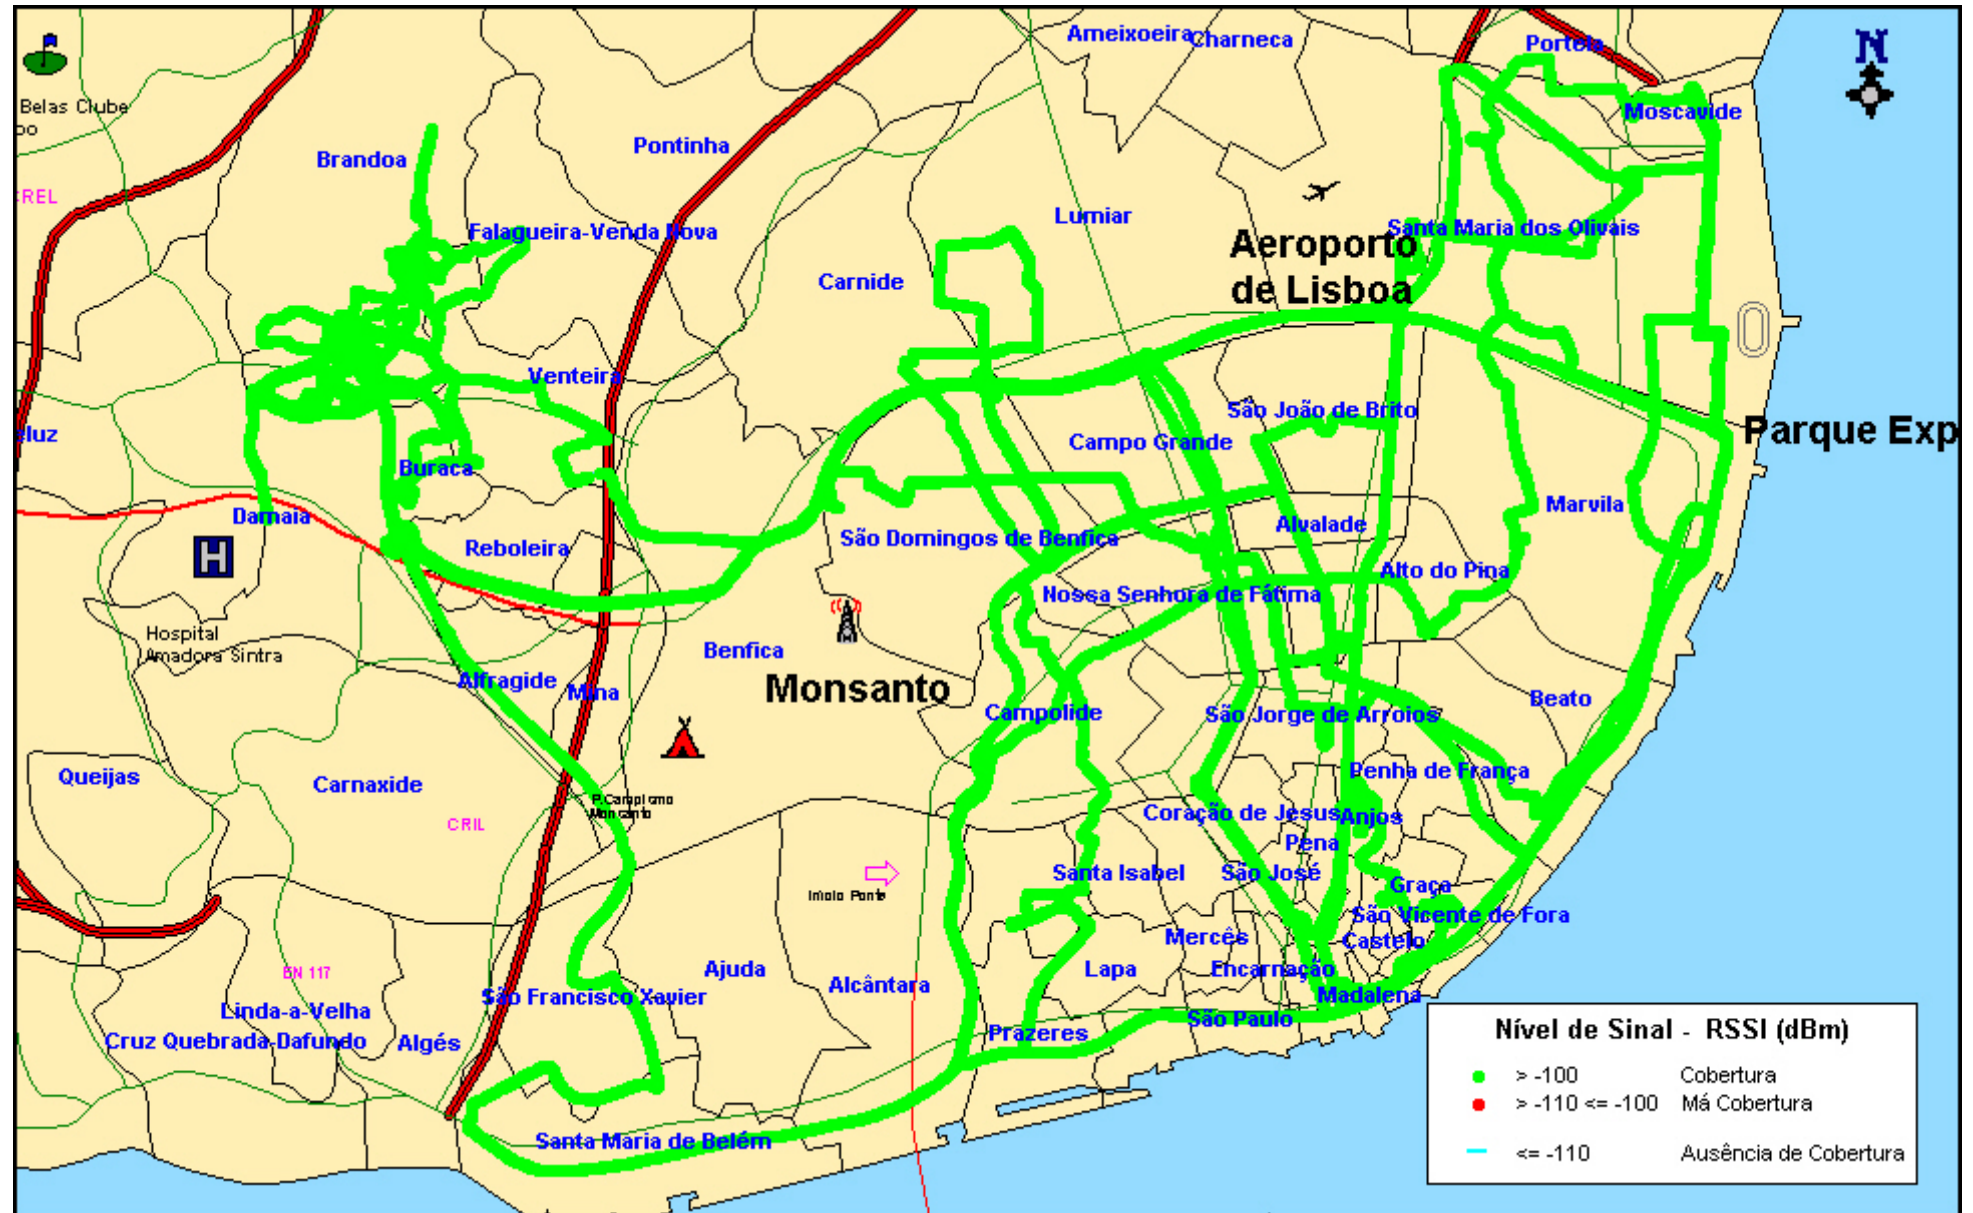 Ameixoeira
Charneca
Portela
N
Belas Clube
Moscavide
Pontinha
Brandoa
CREL
Lumiar
Falagueira-Venda Nova
Santa Maria dos Olivais
Aeroporto
de Lisboa
Carnide
Venteira
São João de Brito
eluz
Campo Grande
Parque Exp
Buraca
Damaia
Marvila
Alvalade
São Domingos de Benfica
Reboleira
H
Alto do Pina
Nossa Senhora de Fátima
Hospital
Amadora Sintra
Benfica
Alfragide
Mina
Monsanto
Beato
Campolide
São Jorge de Arroios
Queijas
Carnaxide
Penha de França
P.Campismo
Monsanto
Coração de Jesus
Anjos
CRIL
Pena
Santa Isabel
São José
Graça
Início Ponte
São Vicente de Fora
Mercês
Castelo
EN 117
Ajuda
Alcântara
Lapa
Encarnação
São Francisco Xavier
Madalena
Linda-a-Velha
São Paulo
Cruz Quebrada-Dafundo
Algés
Prazeres
Santa Maria de Belém
Nível de Sinal - RSSI (dBm)
> -100 Cobertura
> -110 <= -100 Má Cobertura
<= -110 Ausência de Cobertura